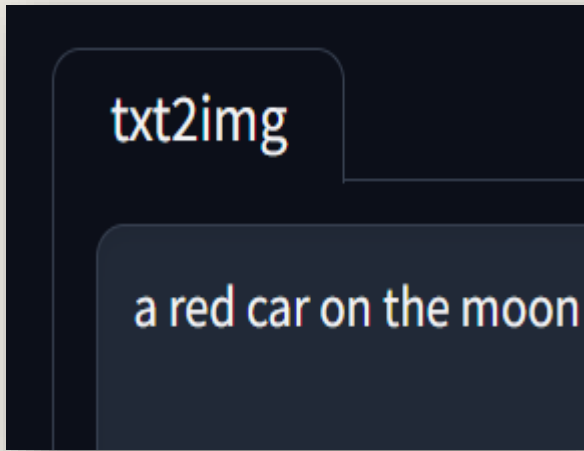 txt2img
a red car on the moon